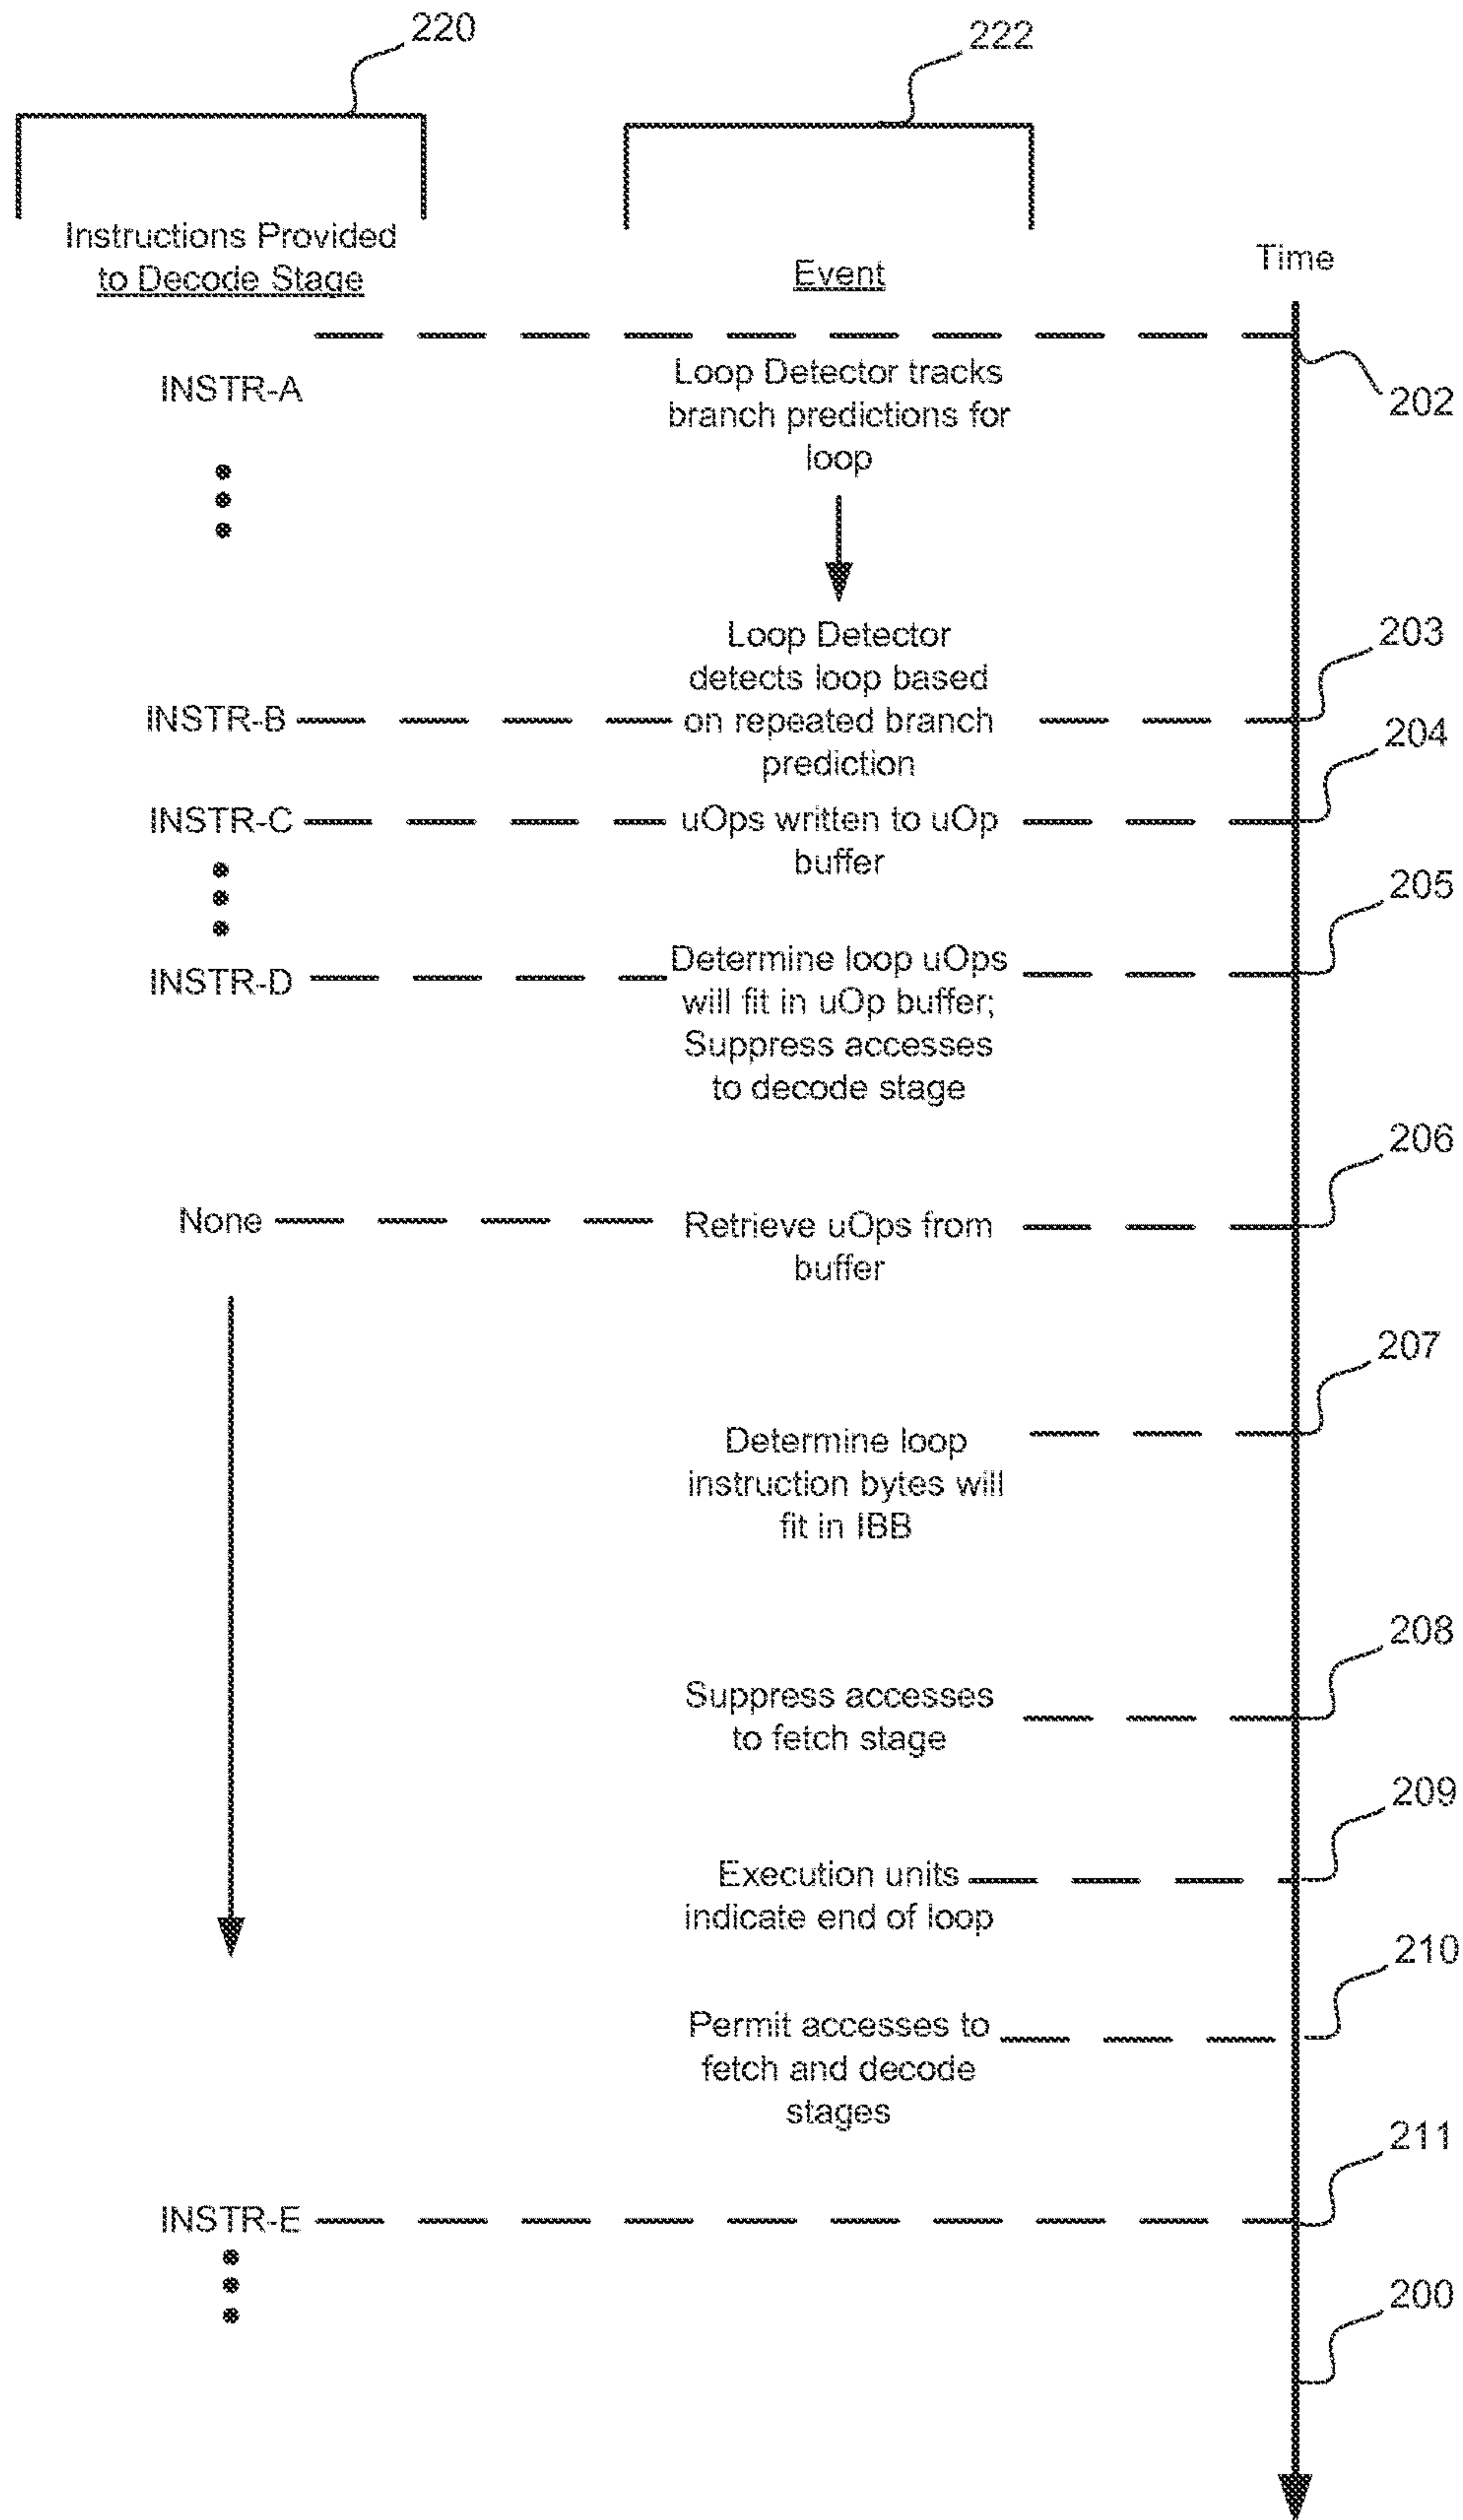 220
222
Instructions Provided
to Decode Stage
Event
Time
INSTR-A
Loop Detector tracks
branch predictions for
loop
202
Loop Detector
detects loop based
on repeated branch
prediction
INSTR-B
203
INSTR-C
uOps written to uOp
buffer
204
INSTR-D
Determine loop uOps
will fit in uOp buffer;
Suppress accesses
to decode stage
205
None
Retrieve uOps from
buffer
206
Determine loop
instruction bytes will
fit in IBB
207
Suppress accesses
to fetch stage
208
Execution units
indicate end of loop
209
Permit accesses to
fetch and decode
stages
210
INSTR-E
211
200